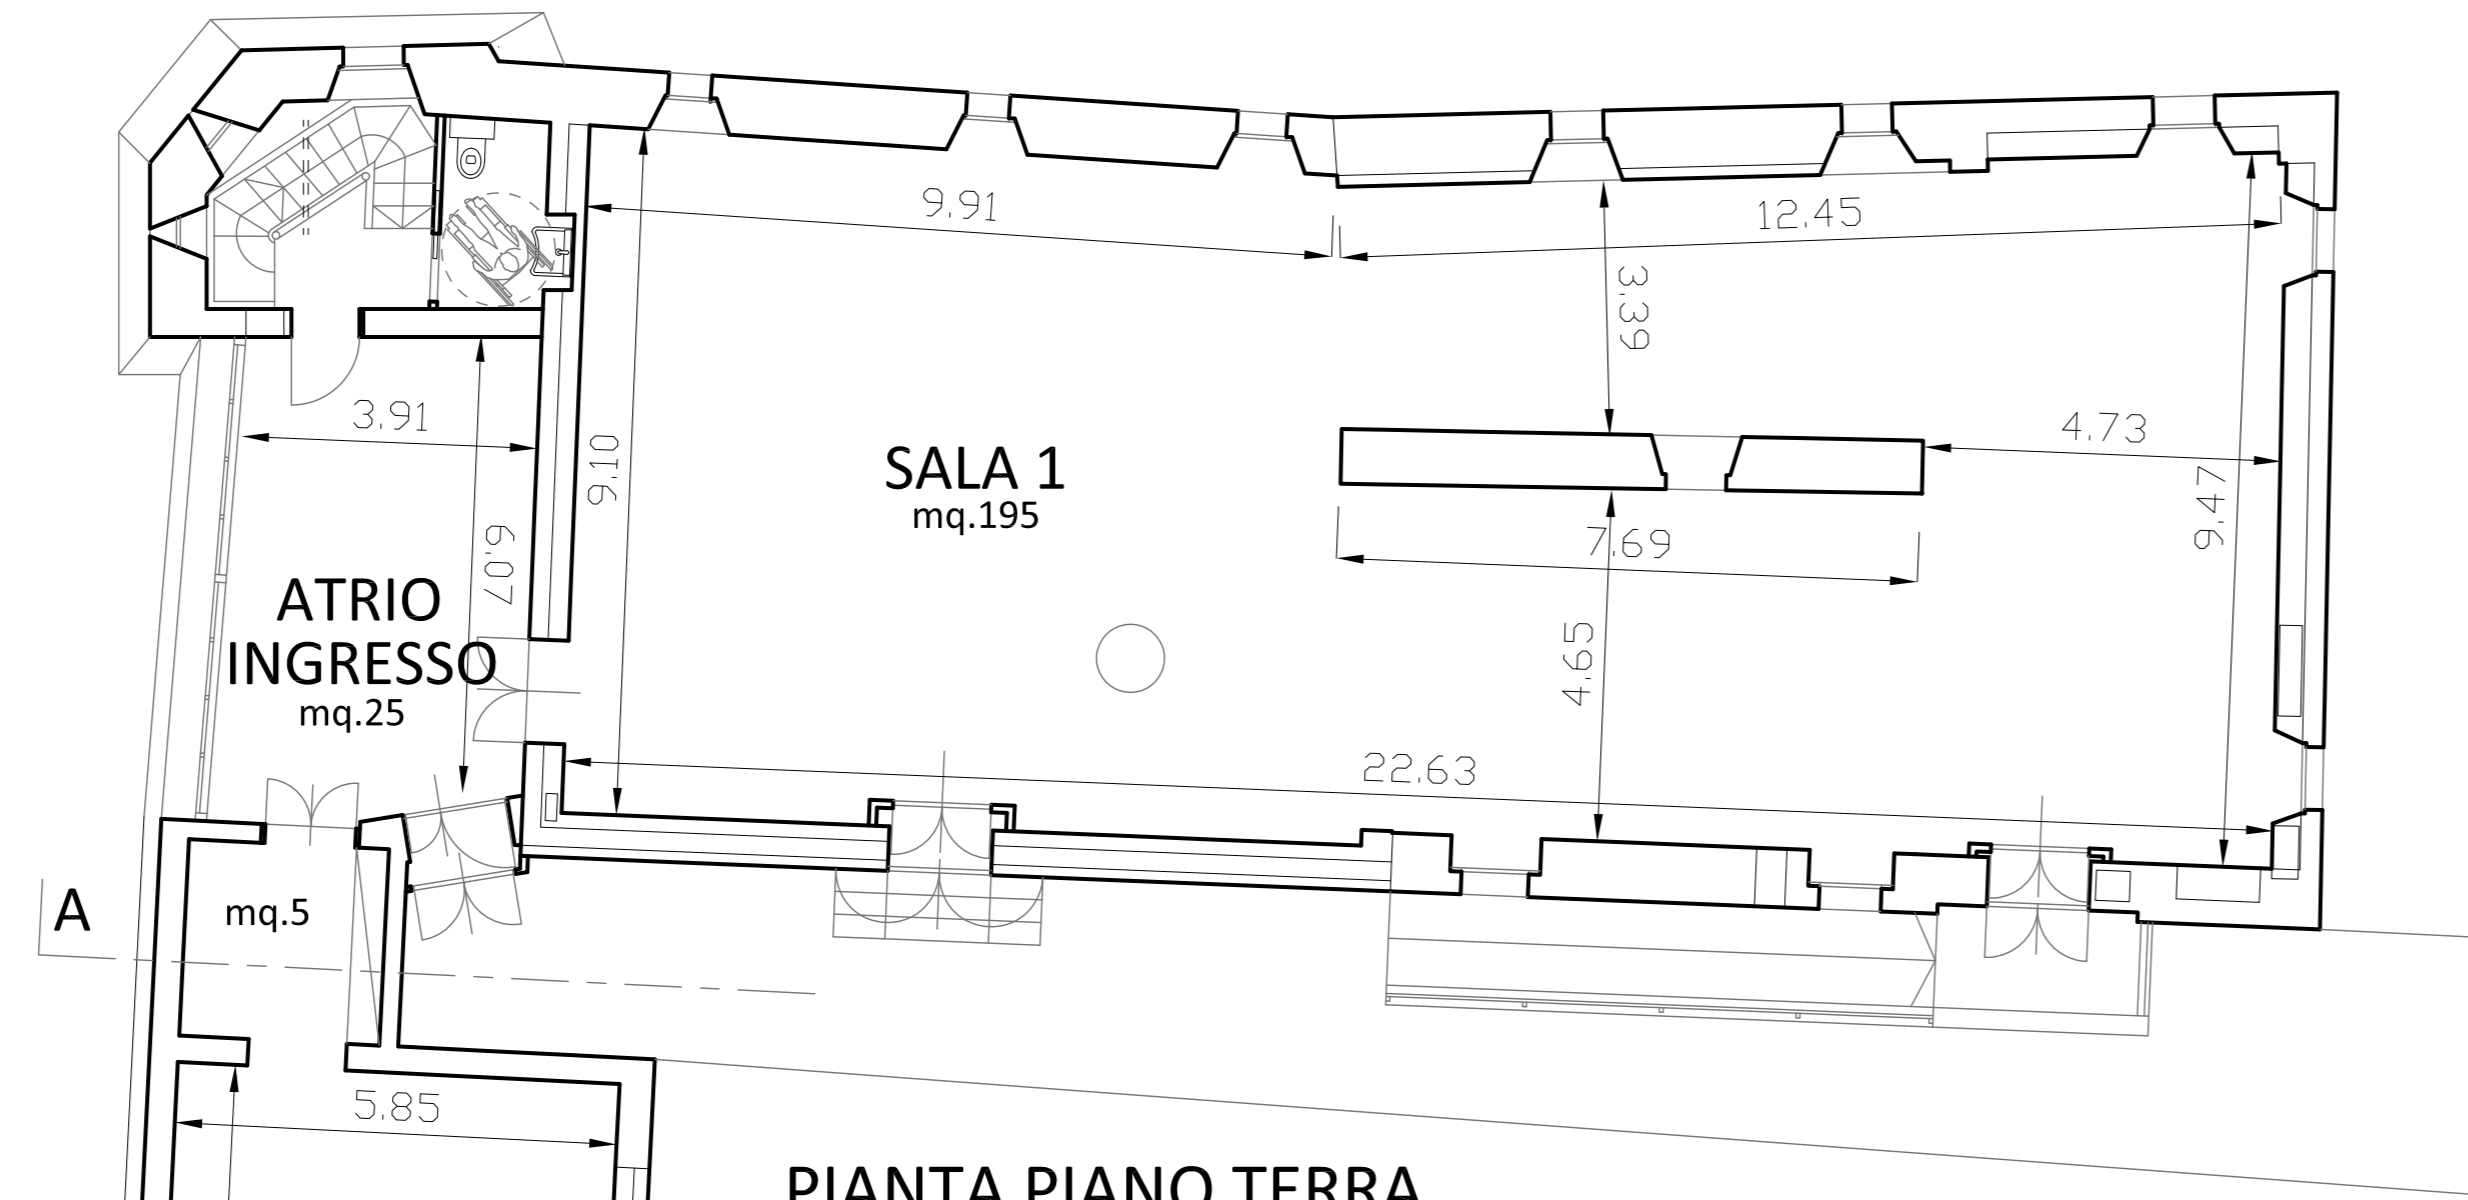 9.91
12.45
3.39
3.91
4.73
9.10
SALA 1
mq.195
9.47
6.07
7.69
ATRIO
INGRESSO
mq.25
4.65
22.63
A
mq.5
5.85
PIANTA PIANO TERRA